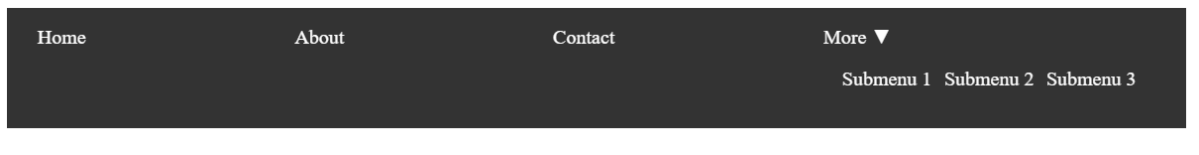 Home About Contact More ▼
Submenu 1 Submenu 2 Submenu 3